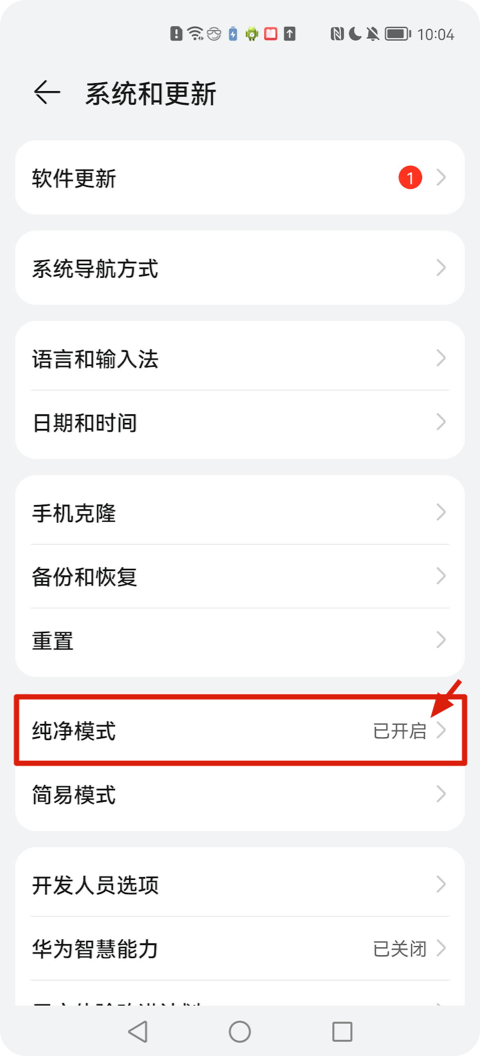 10:04
系统和更新
软件更新 1
系统导航方式
语言和输入法
日期和时间
手机克隆
备份和恢复
重置
纯净模式 已开启
简易模式
开发人员选项
华为智慧能力 已关闭